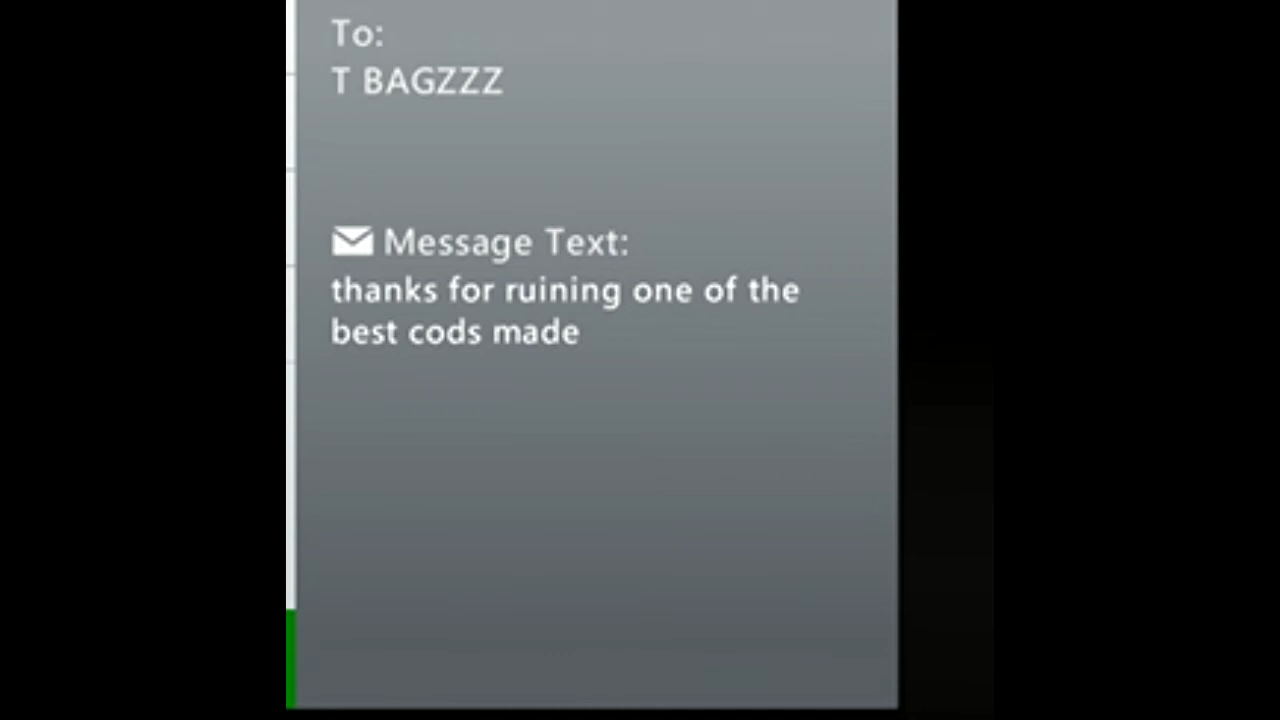 To:
T BAGZZZ
Message Text:
thanks for ruining one of the
best cods made